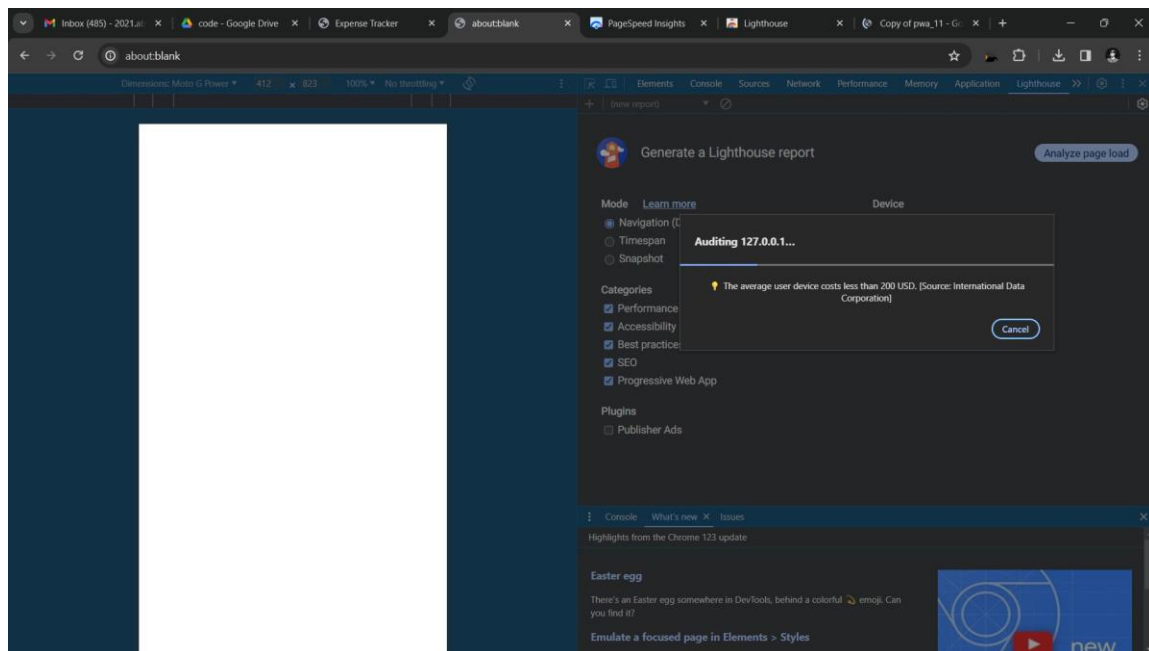 Inbox (485) - 2021.a
code - Google Drive
Expense Tracker
about:blank
PageSpeed Insights
Lighthouse
Copy of pwa_11 - G
about:blank
Dimensions: Moto G Power 412 x 823 100% No throttling
Elements Console Sources Network Performance Memory Application Lighthouse
(new report)
Generate a Lighthouse report
Analyze page load
Mode Learn more
Device
Navigation (D
Timespan
Snapshot
Auditing 127.0.0.1...
💡 The average user device costs less than 200 USD. [Source: International Data
Corporation]
Cancel
Categories
Performance
Accessibility
Best practice
SEO
Progressive Web App
Plugins
Publisher Ads
Console What's new Issues
Highlights from the Chrome 123 update
Easter egg
There's an Easter egg somewhere in DevTools, behind a colorful emoji. Can
you find it?
Emulate a focused page in Elements > Styles
new